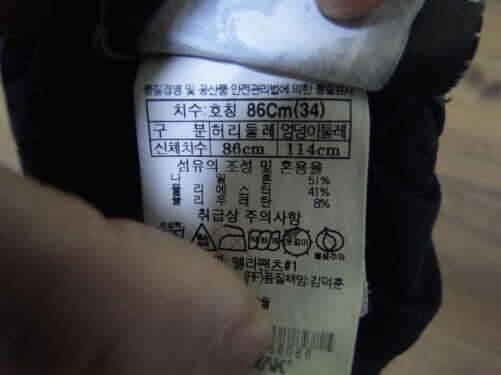 품질경영 및 공산품 안전관리법에 의한 품질표시
치수:호칭 86Cm(34)
구 분 허리둘레 엉덩이둘레
신체치수 86cm 114cm
섬유의 조성 및 혼용율
나 일 론 51%
폴리에스터 41%
폴리우레탄 8%
취급상 주의사항
옷걸이
멜라팬츠#1
품질책임:김덕훈
월